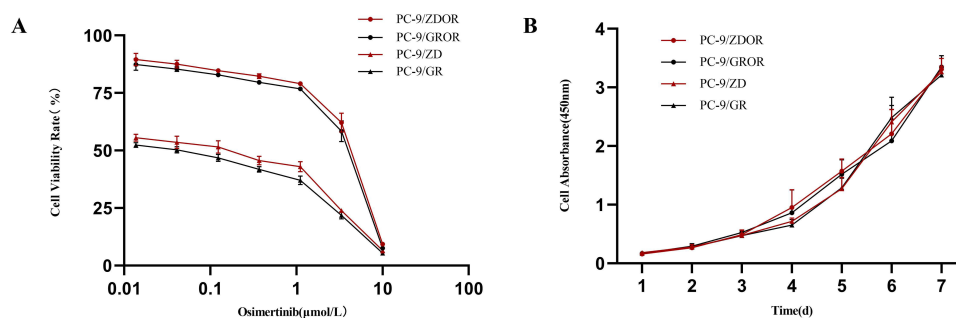 A
PC-9/ZDOR
PC-9/GROR
PC-9/ZD
PC-9/GR
Cell Viability Rate( %)
100
75
50
25
0
0.01 0.1 1 10 100
Osimertinib(μmol/L)
B
PC-9/ZDOR
PC-9/GROR
PC-9/ZD
PC-9/GR
Cell Absorbance(450nm)
4
3
2
1
0
1 2 3 4 5 6 7
Time(d)